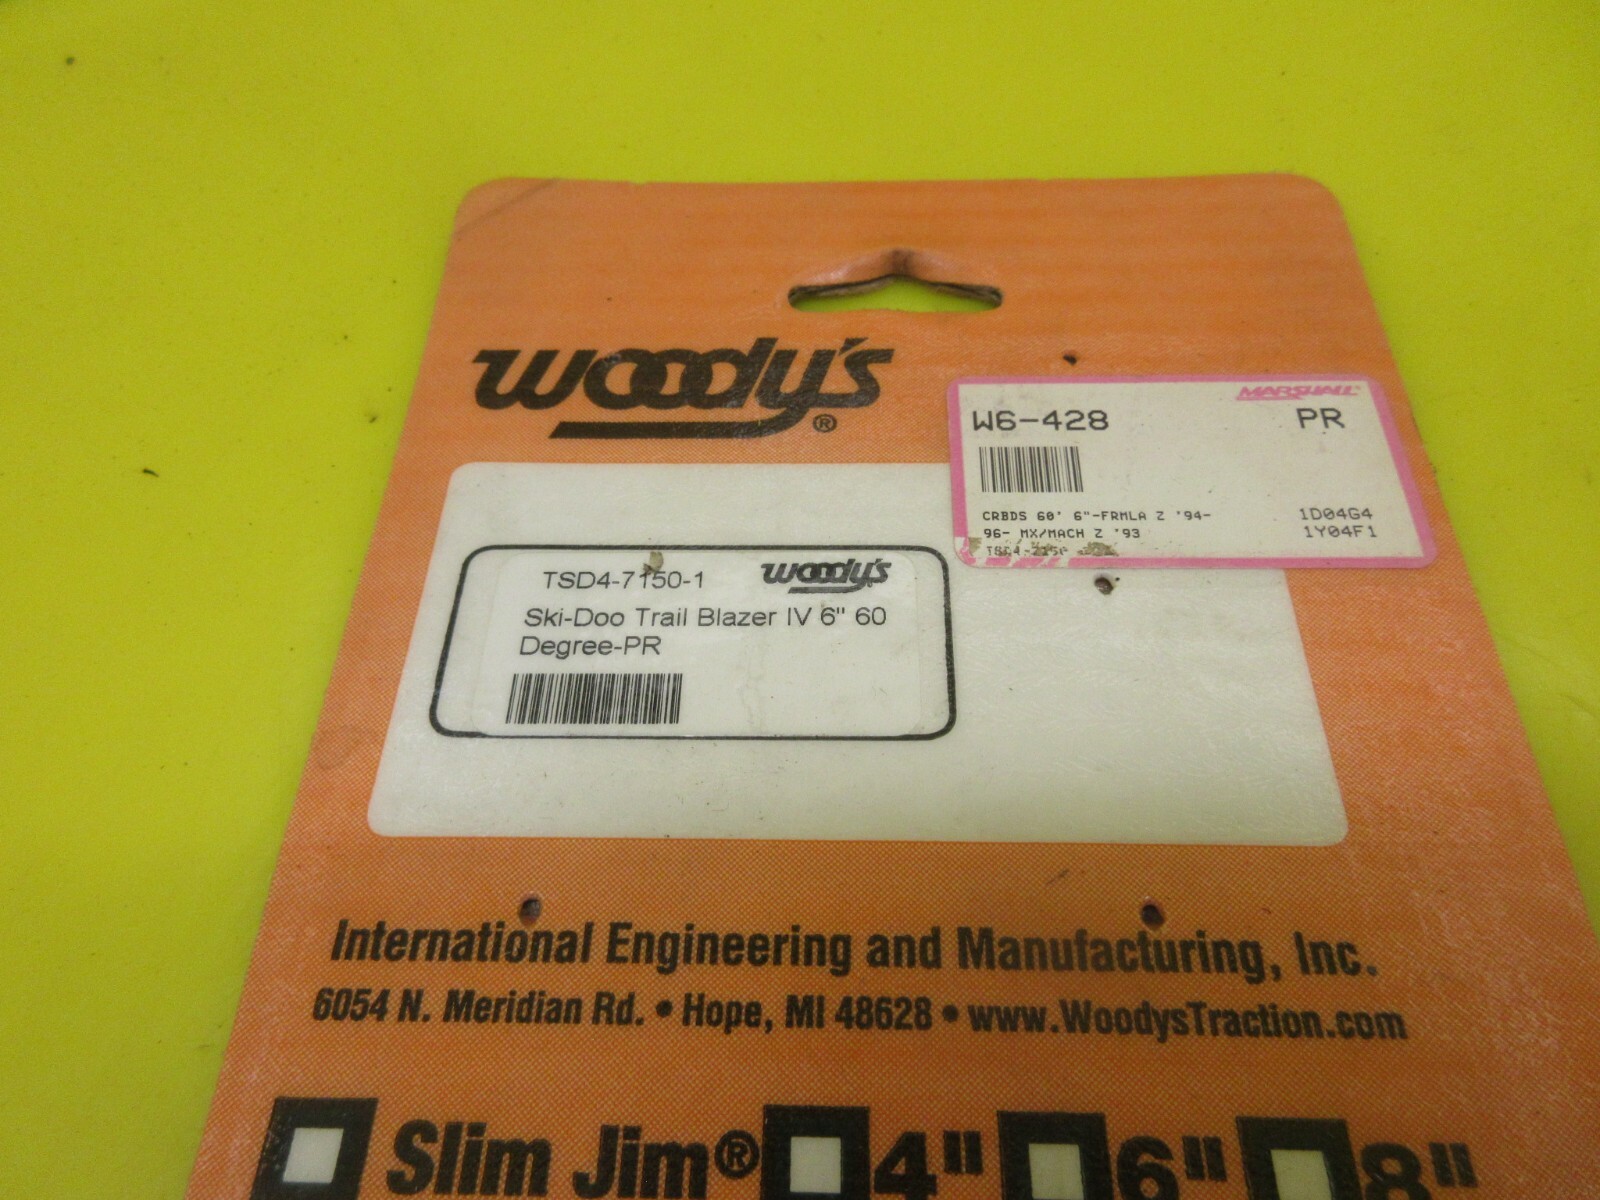 woody's®
MARSHALL
W6-428 PR
CRBDS 60' 6"-FRMLA Z '94- 1D04G4
96- MX/MACH Z '93 1Y04F1
TSD4-7150-1 woody's
Ski-Doo Trail Blazer IV 6" 60
Degree-PR
International Engineering and Manufacturing, Inc.
6054 N. Meridian Rd. • Hope, MI 48628 • www.WoodysTraction.com
Slim Jim® 4" 6" 8"